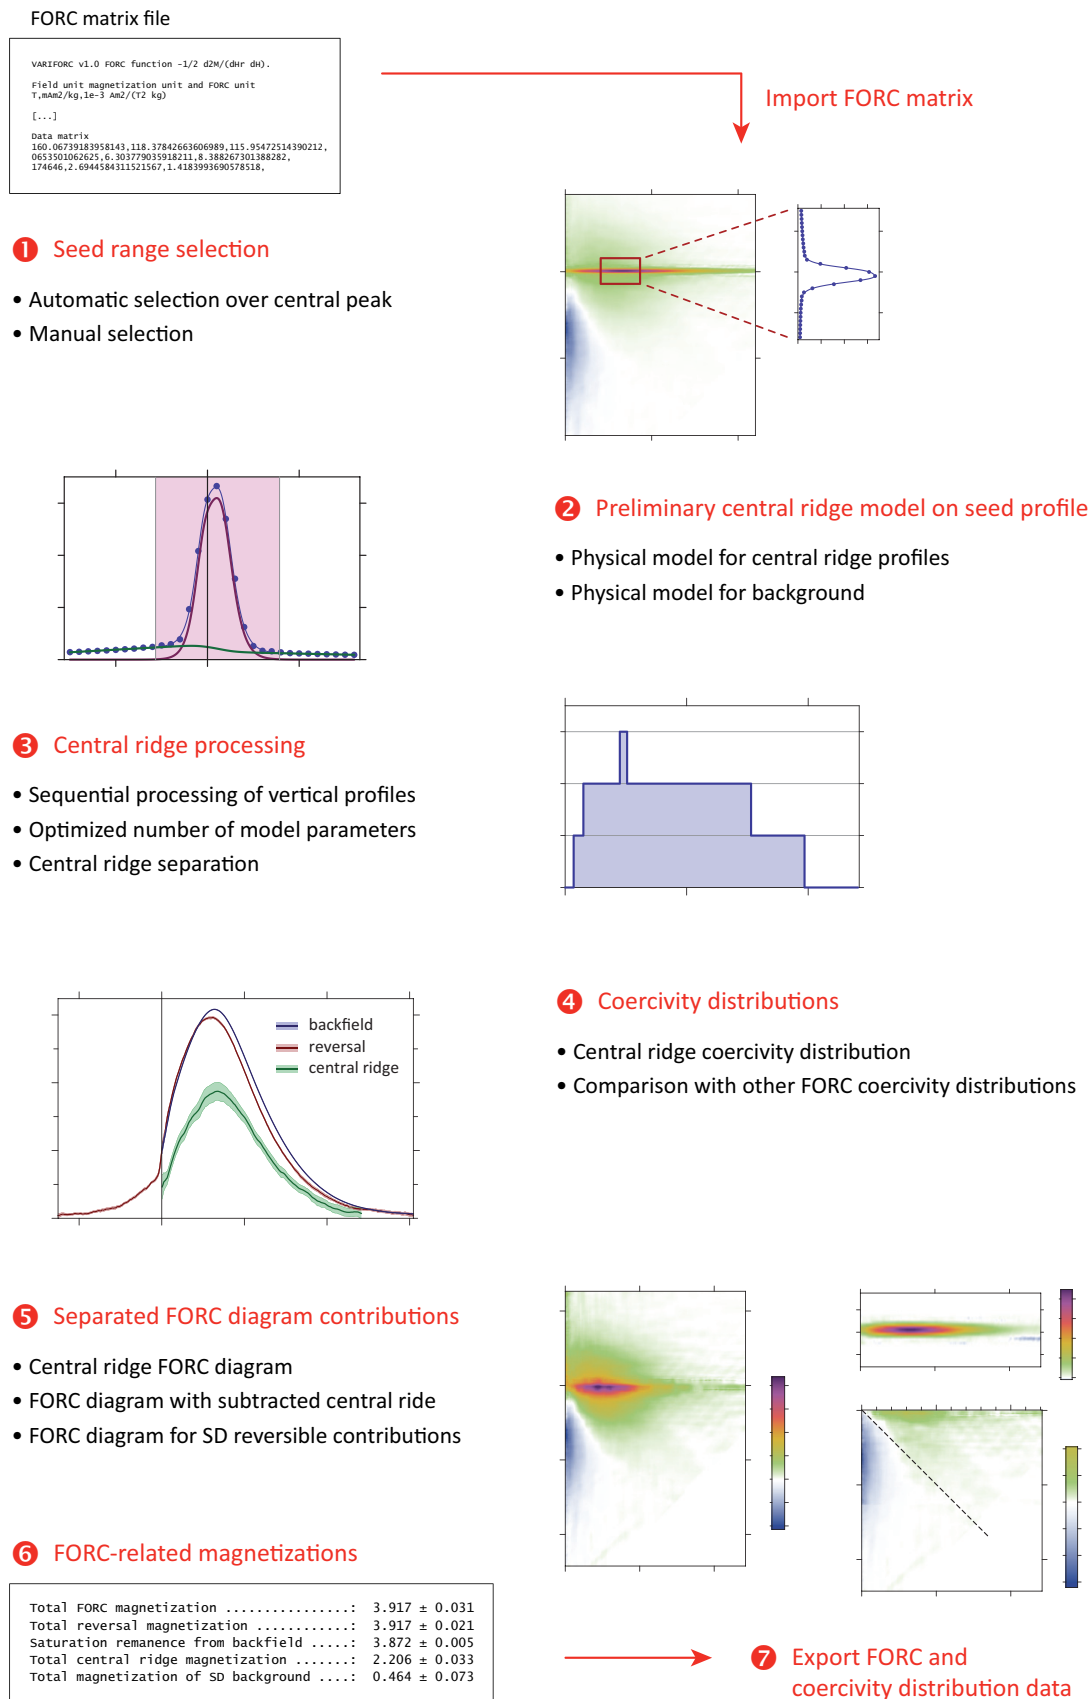 FORC matrix file
VARIFORC v1.0 FORC function -1/2 d2M/(dHr dH).
Field unit magnetization unit and FORC unit
T,mAm2/kg,1e-3 Am2/(T2 kg)
[...]
Data matrix
160.06739183958143,118.37842663606989,115.95472514390212,
0653501062625,6.303779035918211,8.388267301388282,
174646,2.6944584311521567,1.4183993690578518,
Import FORC matrix
1 Seed range selection
• Automatic selection over central peak
• Manual selection
2 Preliminary central ridge model on seed profile
• Physical model for central ridge profiles
• Physical model for background
3 Central ridge processing
• Sequential processing of vertical profiles
• Optimized number of model parameters
• Central ridge separation
backfield
reversal
central ridge
4 Coercivity distributions
• Central ridge coercivity distribution
• Comparison with other FORC coercivity distributions
5 Separated FORC diagram contributions
• Central ridge FORC diagram
• FORC diagram with subtracted central ride
• FORC diagram for SD reversible contributions
6 FORC-related magnetizations
Total FORC magnetization ................: 3.917 ± 0.031
Total reversal magnetization ............: 3.917 ± 0.021
Saturation remanence from backfield .....: 3.872 ± 0.005
Total central ridge magnetization .......: 2.206 ± 0.033
Total magnetization of SD background ....: 0.464 ± 0.073
7 Export FORC and
coercivity distribution data